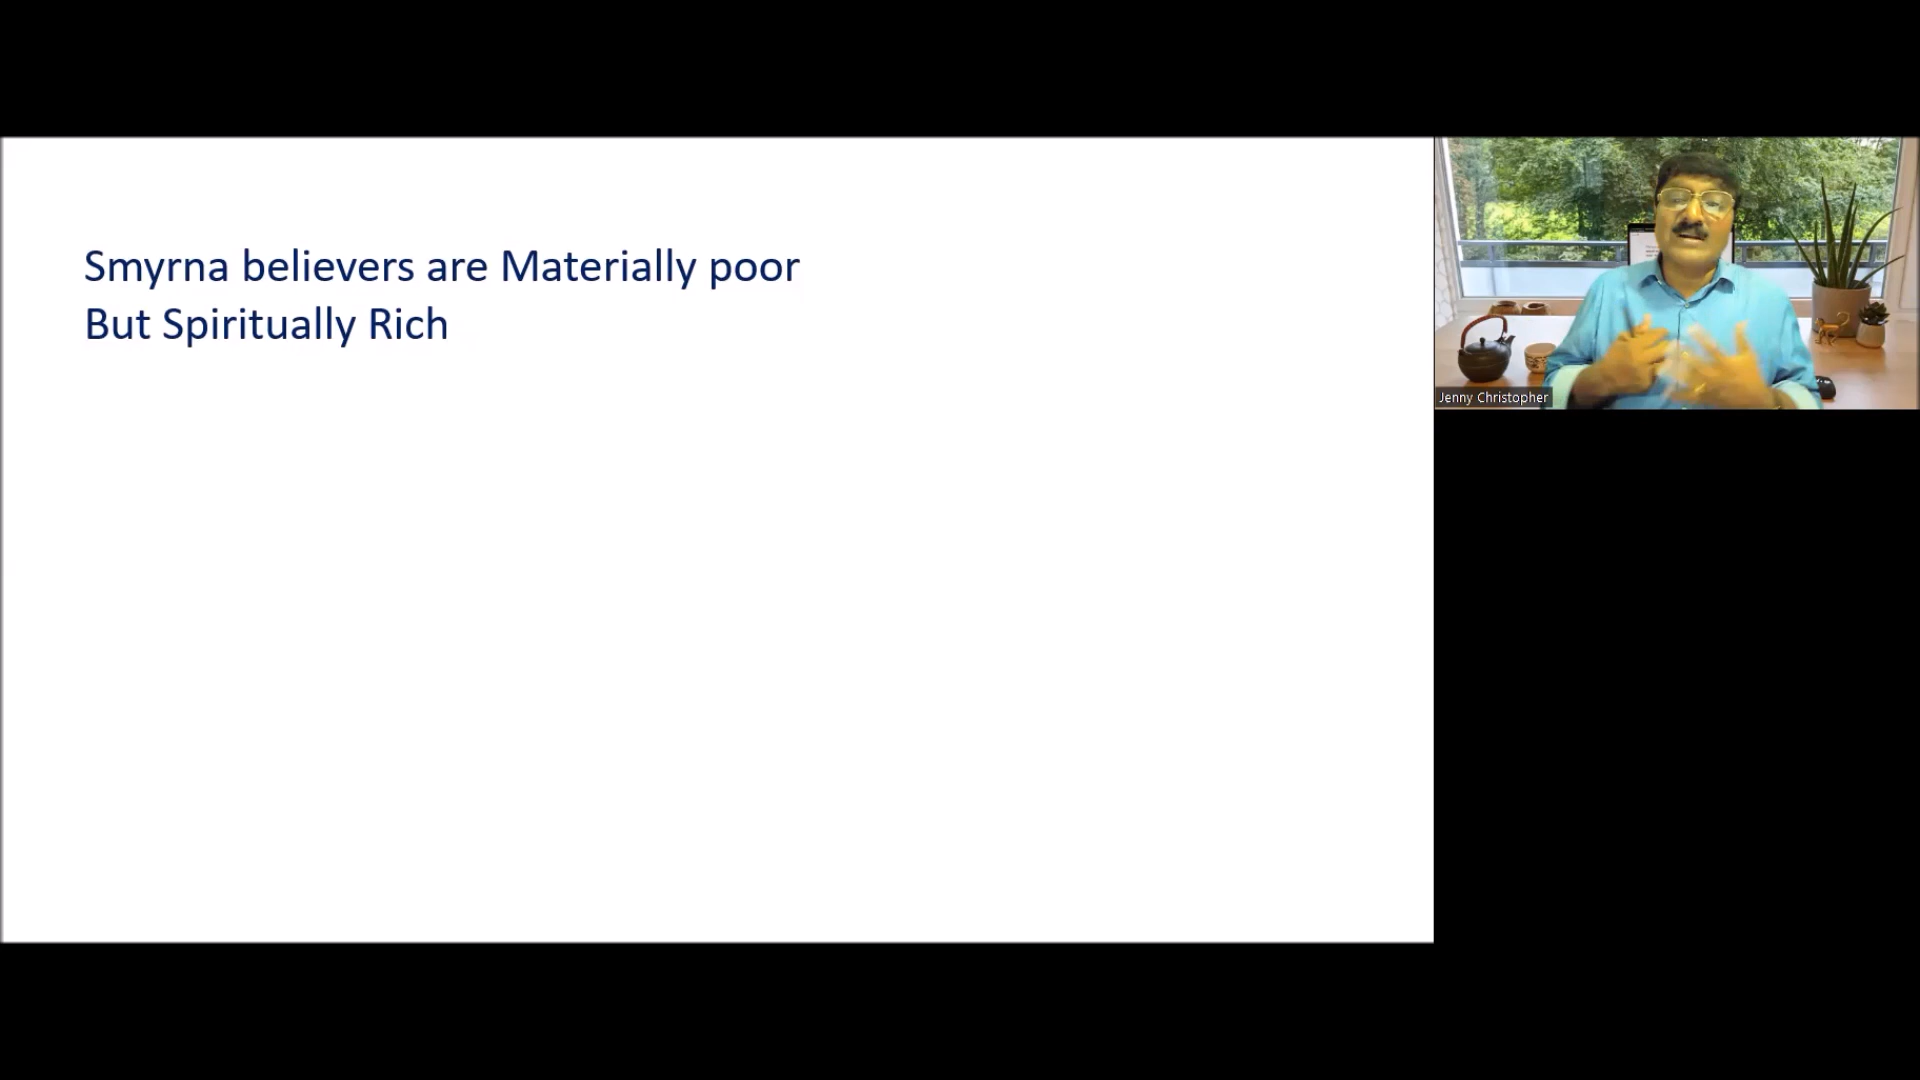 Smyrna believers are Materially poor
But Spiritually Rich
Jenny Christopher